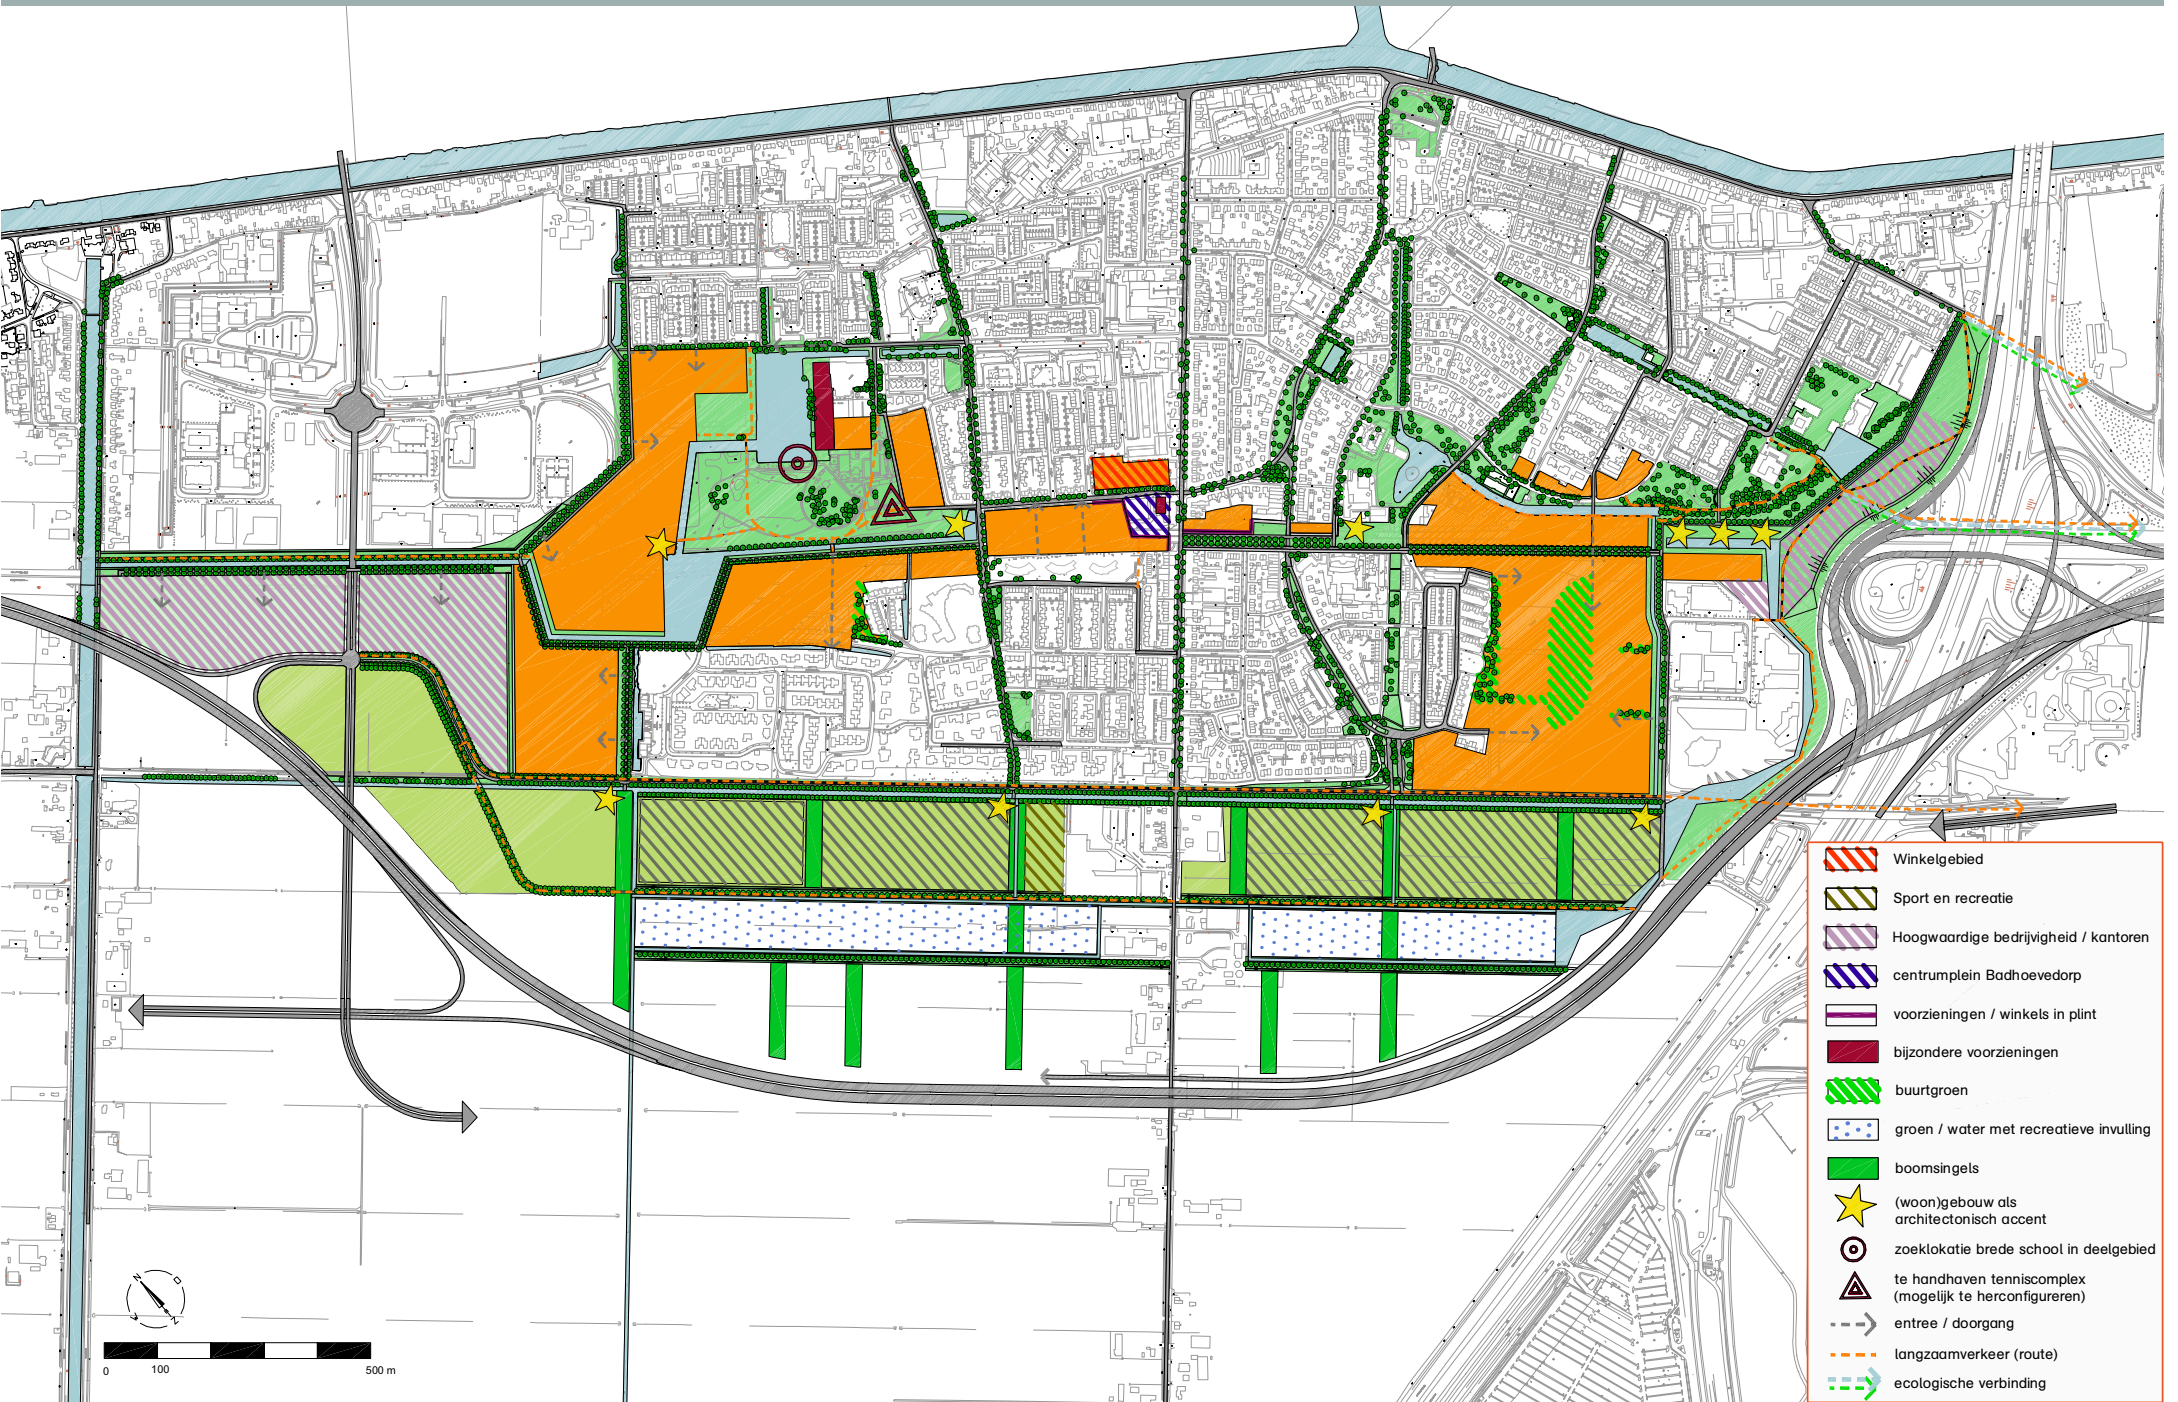 Winkelgebied
Sport en recreatie
Hoogwaardige bedrijvigheid / kantoren
centrumplein Badhoevedorp
voorzieningen / winkels in plint
bijzondere voorzieningen
buurtgroen
groen / water met recreatieve invulling
boomsingels
(woon)gebouw als
architectonisch accent
zoeklokatie brede school in deelgebied
te handhaven tenniscomplex
(mogelijk te herconfigureren)
entree / doorgang
langzaamverkeer (route)
ecologische verbinding
0 100 500 m